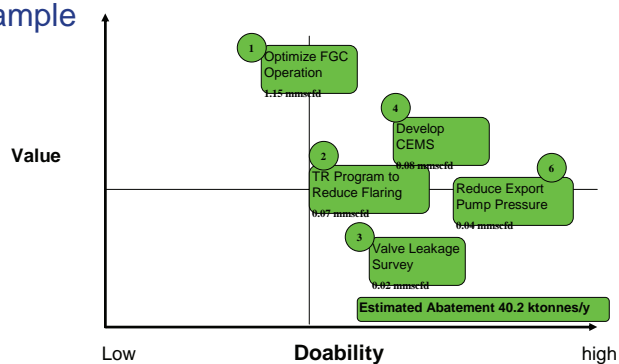 ample
1
Optimize FGC
Operation
1.15 mmscfd
4
Develop
CEMS
0.08 mmscfd
Value
2
TR Program to
Reduce Flaring
0.07 mmscfd
6
Reduce Export
Pump Pressure
0.04 mmscfd
3
Valve Leakage
Survey
0.02 mmscfd
Estimated Abatement 40.2 ktonnes/y
Low
Doability
high